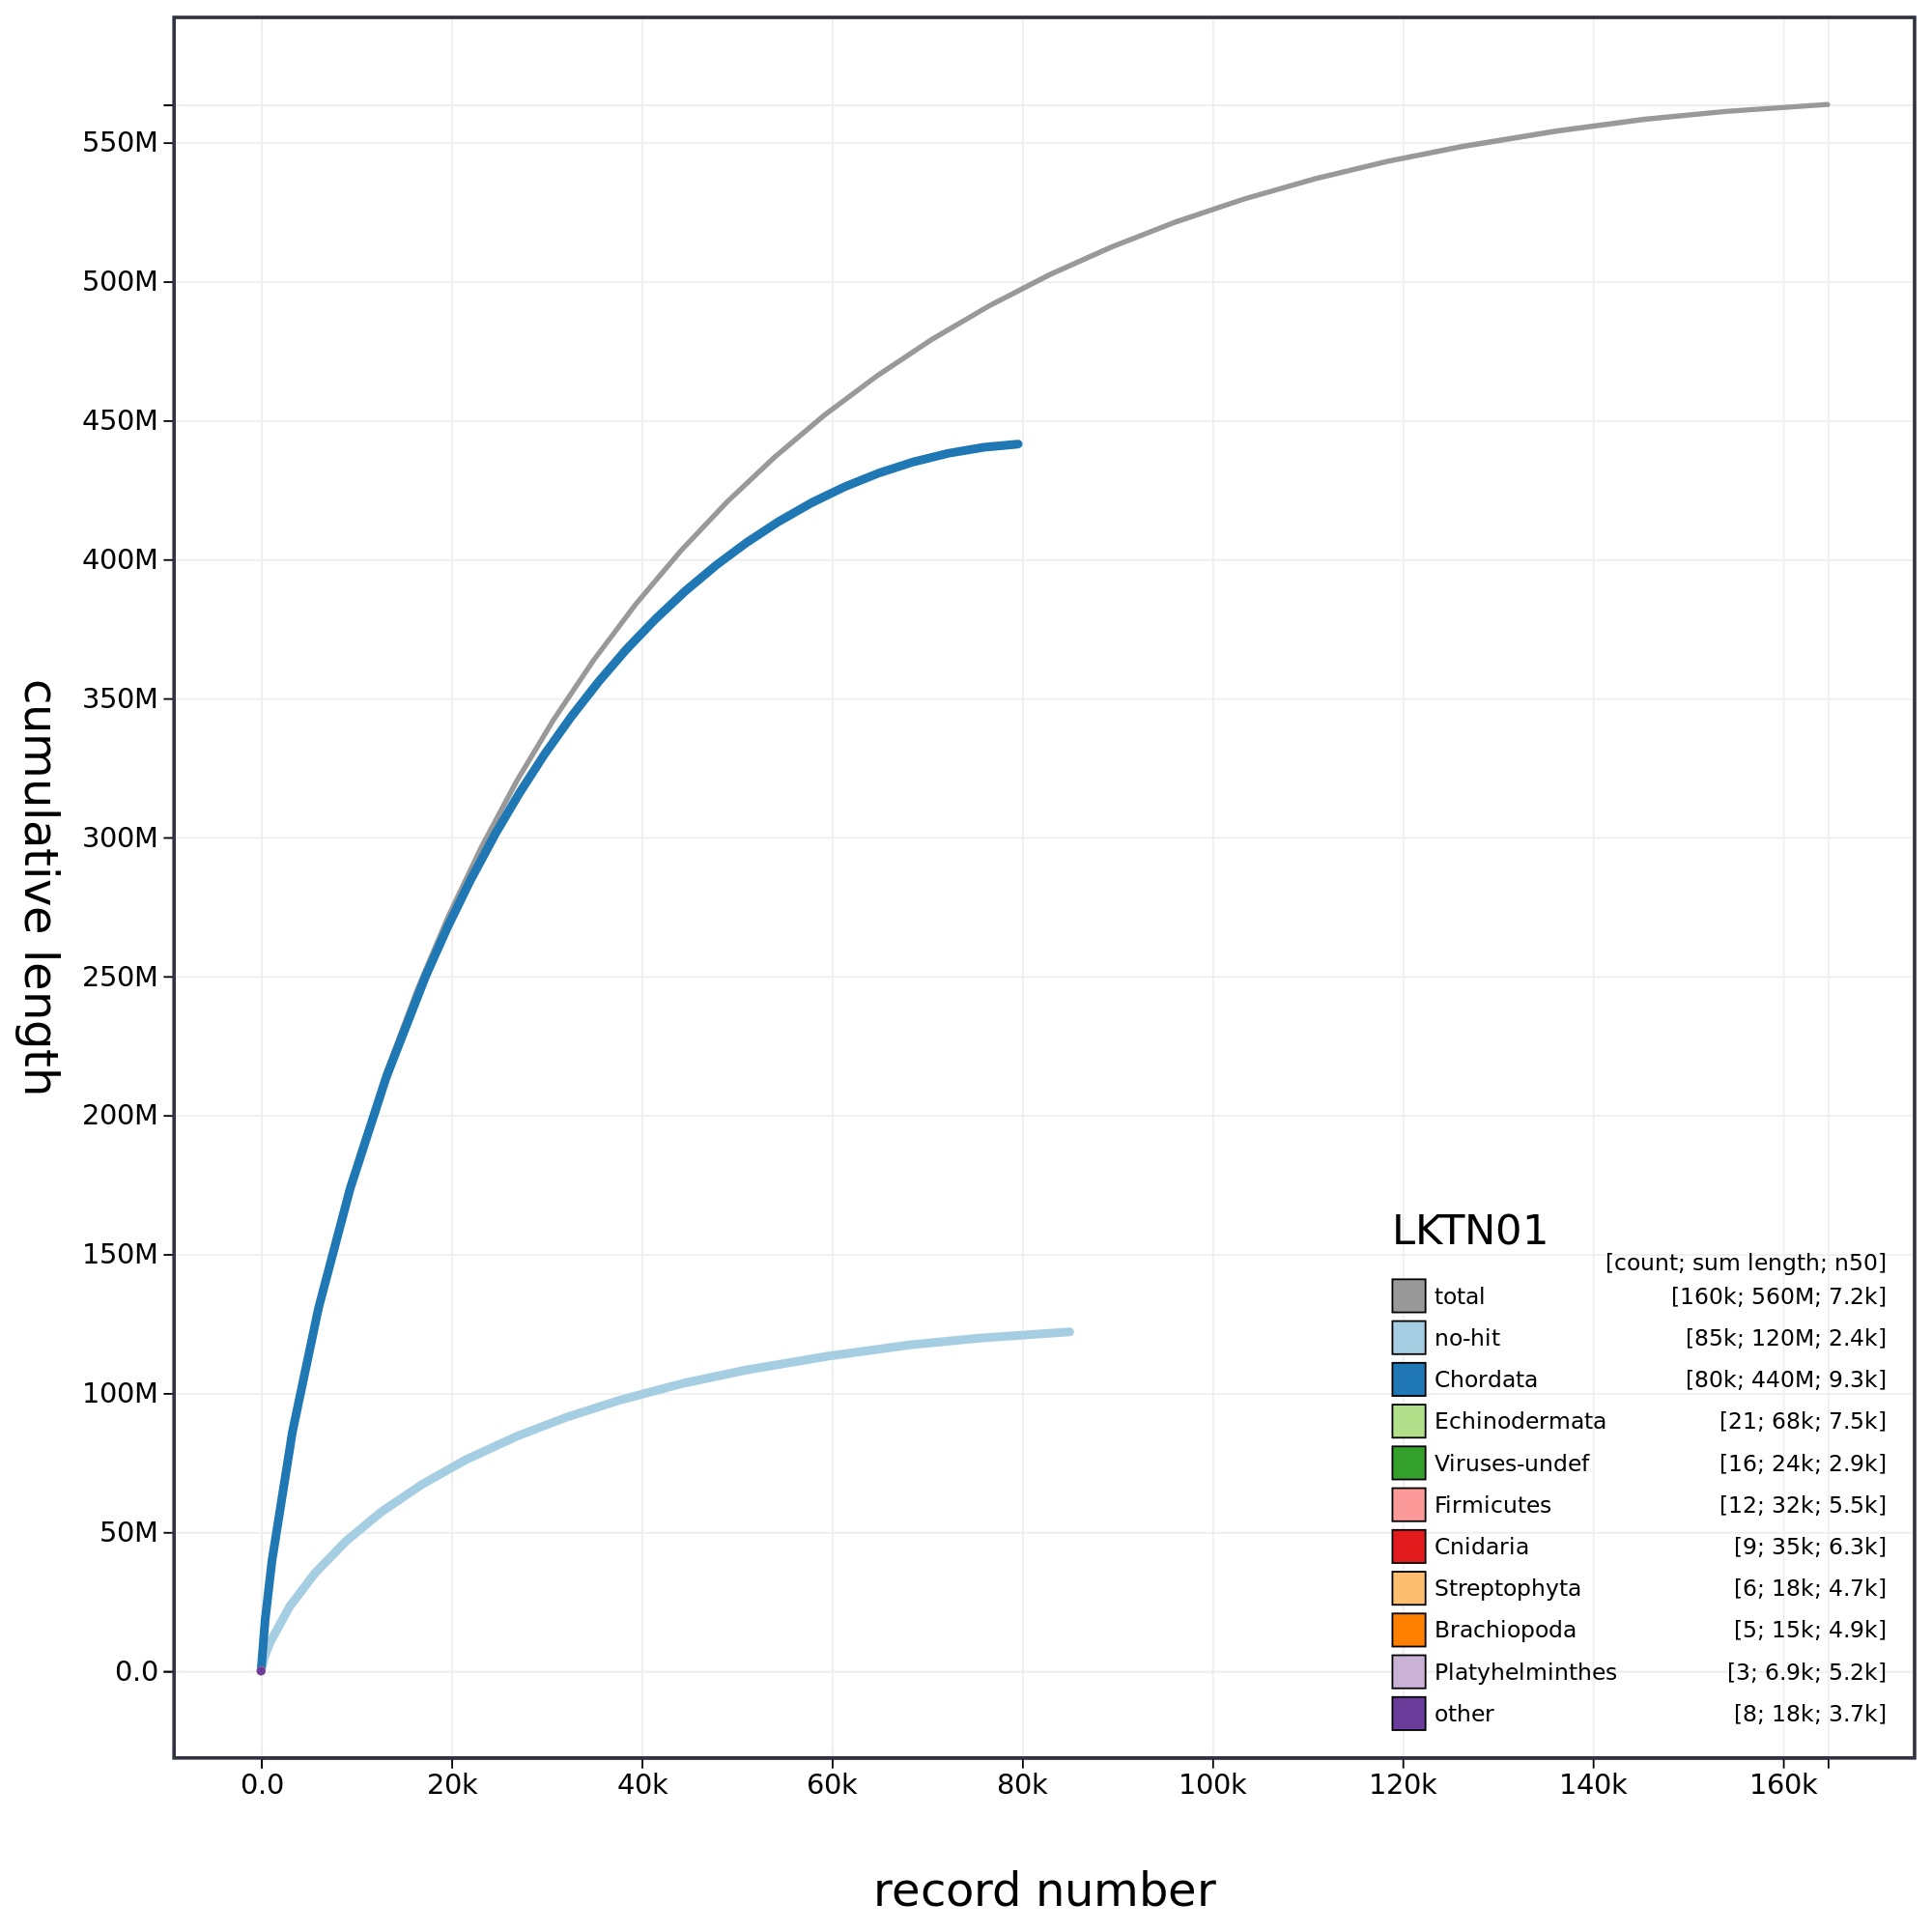 550M
500M
450M
400M
350M
300M
250M
200M
150M
100M
50M
0.0
cumulative length
LKTN01
[count; sum length; n50]
total [160k; 560M; 7.2k]
no-hit [85k; 120M; 2.4k]
Chordata [80k; 440M; 9.3k]
Echinodermata [21; 68k; 7.5k]
Viruses-undef [16; 24k; 2.9k]
Firmicutes [12; 32k; 5.5k]
Cnidaria [9; 35k; 6.3k]
Streptophyta [6; 18k; 4.7k]
Brachiopoda [5; 15k; 4.9k]
Platyhelminthes [3; 6.9k; 5.2k]
other [8; 18k; 3.7k]
0.0 20k 40k 60k 80k 100k 120k 140k 160k
record number